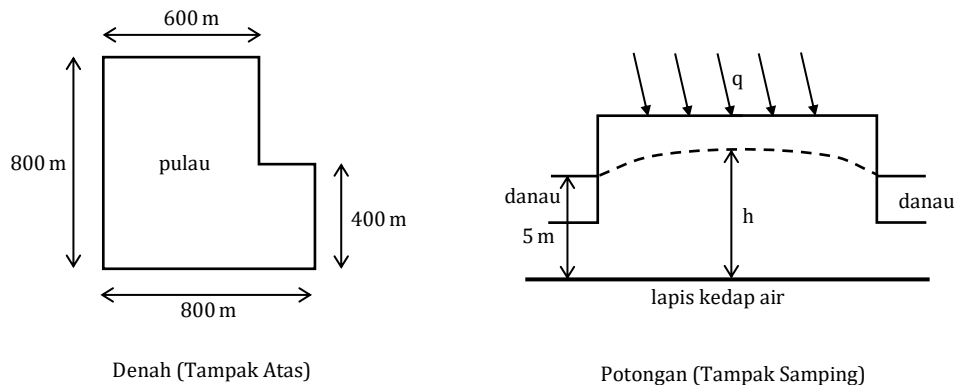 600 m
800 m
pulau
400 m
800 m
Denah (Tampak Atas)
q
danau
5 m
h
danau
lapis kedap air
Potongan (Tampak Samping)